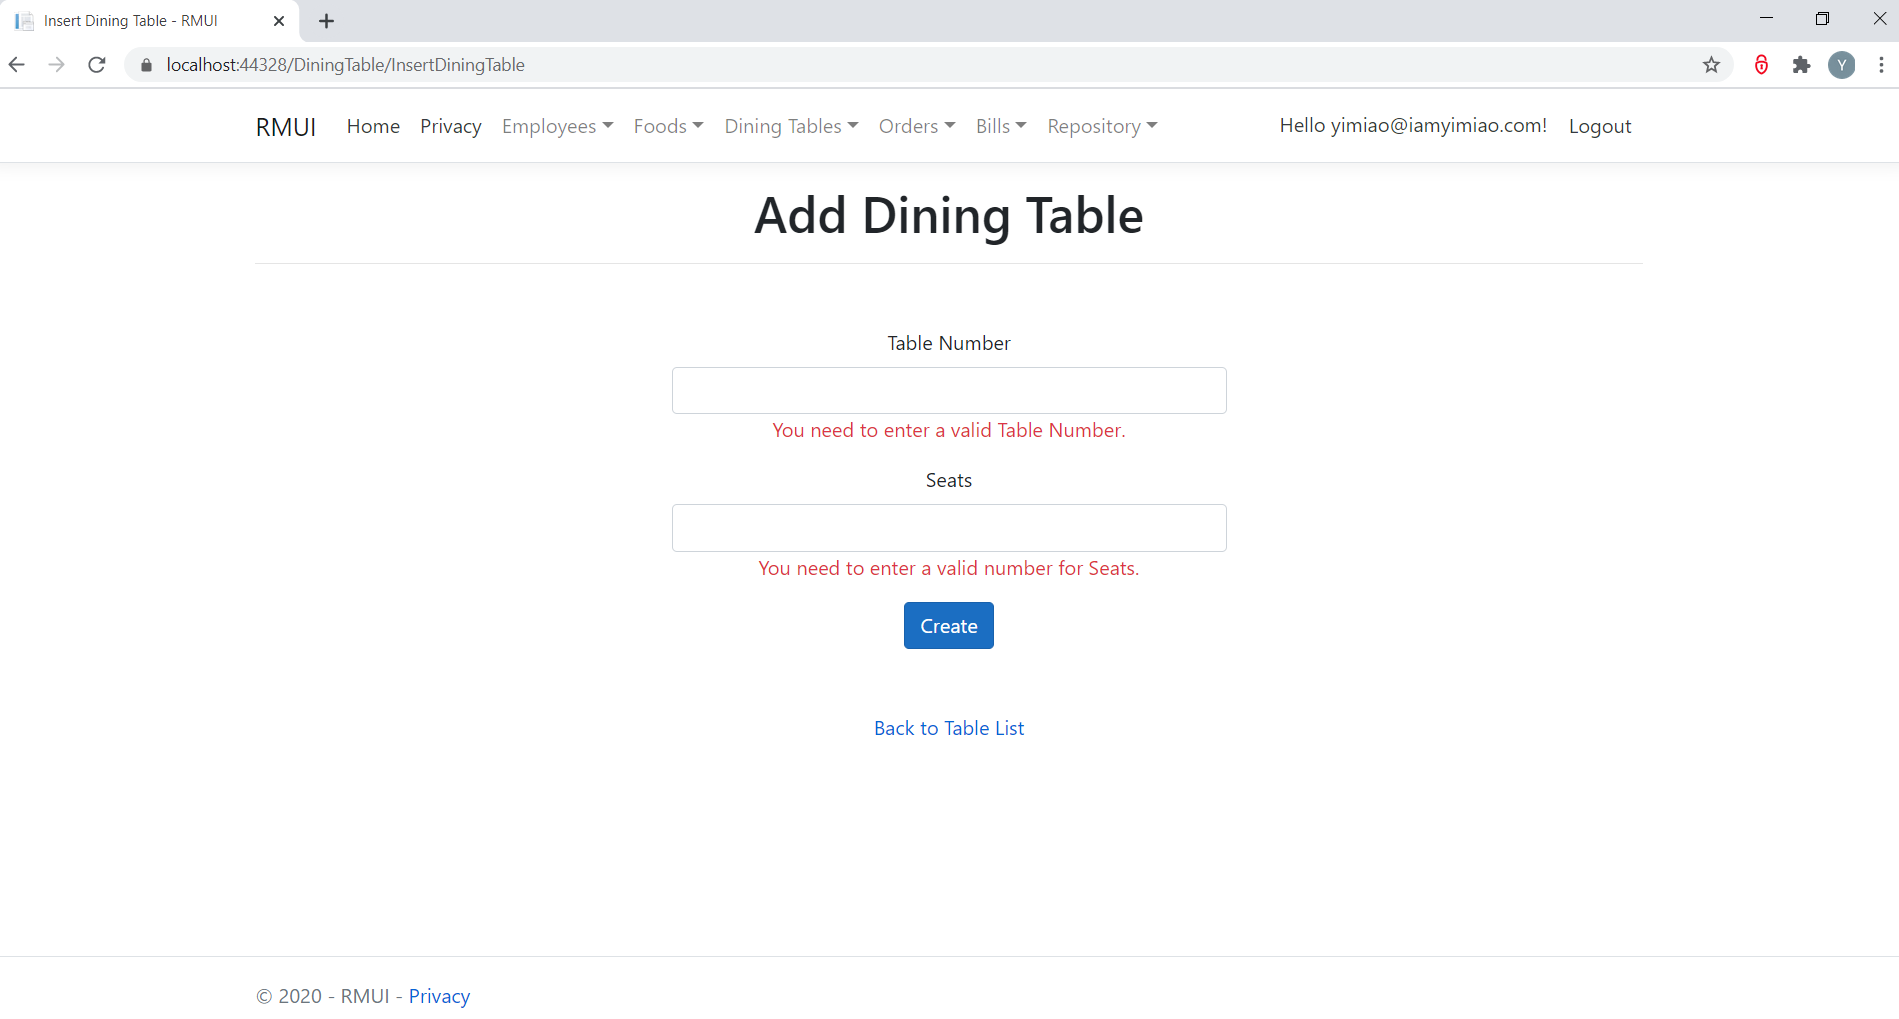 Insert Dining Table - RMUI
localhost:44328/DiningTable/InsertDiningTable
Y
RMUI Home Privacy Employees Foods Dining Tables Orders Bills Repository Hello yimiao@iamyimiao.com! Logout
Add Dining Table
Table Number
You need to enter a valid Table Number.
Seats
You need to enter a valid number for Seats.
Create
Back to Table List
© 2020 - RMUI - Privacy